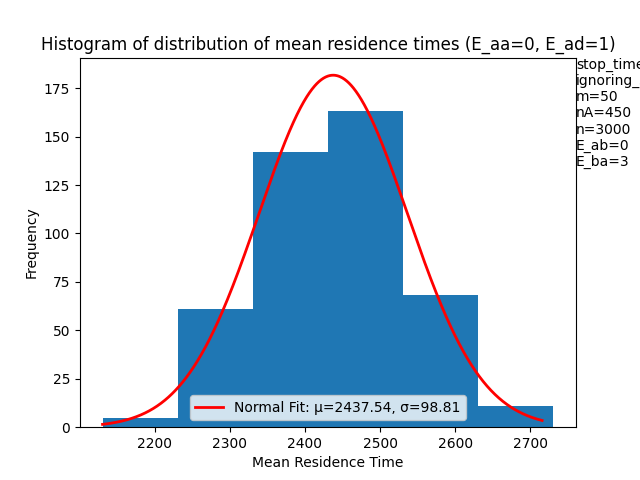 Histogram of distribution of mean residence times (E_aa=0, E_ad=1)
stop_time
ignoring_
m=50
nA=450
n=3000
E_ab=0
E_ba=3
175
150
125
100
75
50
25
0
Frequency
Normal Fit: μ=2437.54, σ=98.81
2200 2300 2400 2500 2600 2700
Mean Residence Time